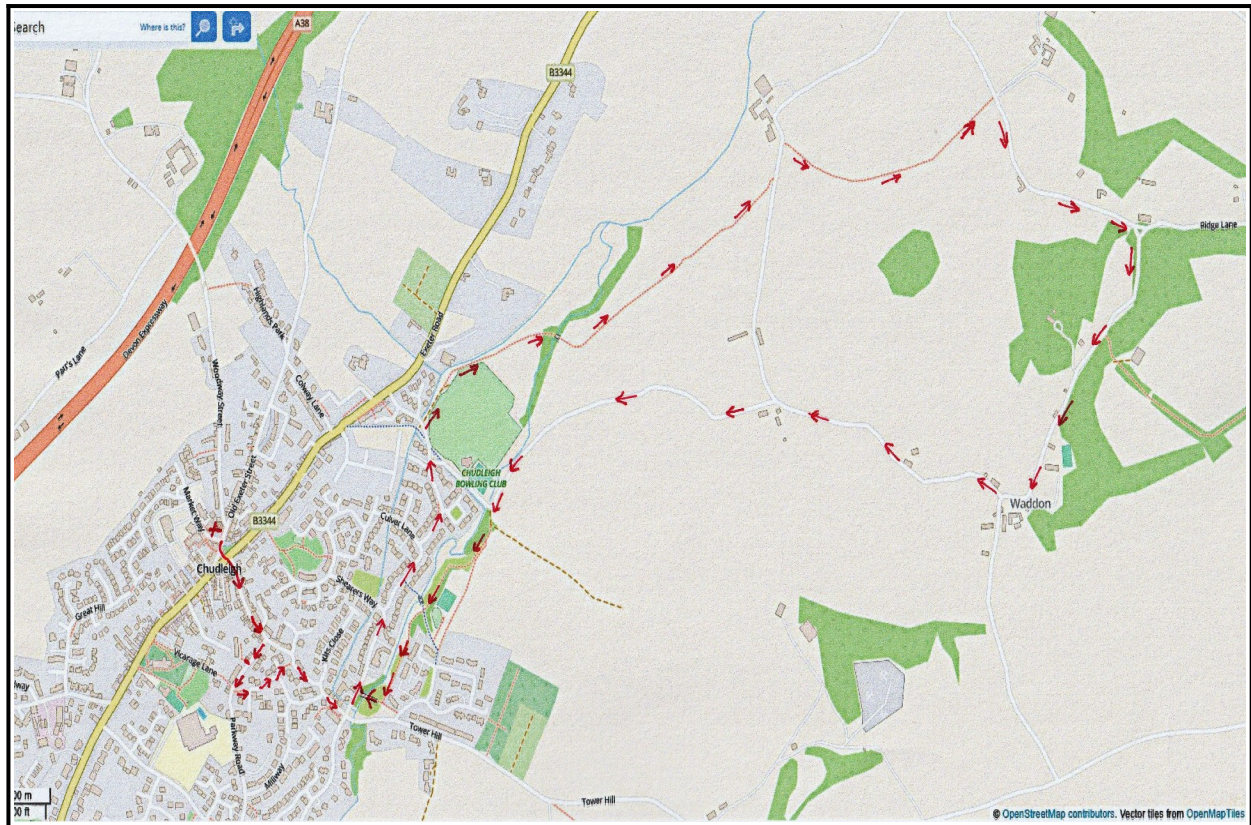 Search
Where is this?
A38
B3344
Ridge Lane
Exeter Road
Highlands Park
Devon Expressway
Parr's Lane
Woodway Street
Colway Lane
Old Exeter Street
CHUDLEIGH
BOWLING CLUB
Market Way
Waddon
B3344
Culver Lane
Chudleigh
Shearers Way
Great Hill
Vicarage Lane
Tower Hill
Parkway Road
Millway
Tower Hill
00 m
00 ft
© OpenStreetMap contributors. Vector tiles from OpenMapTiles